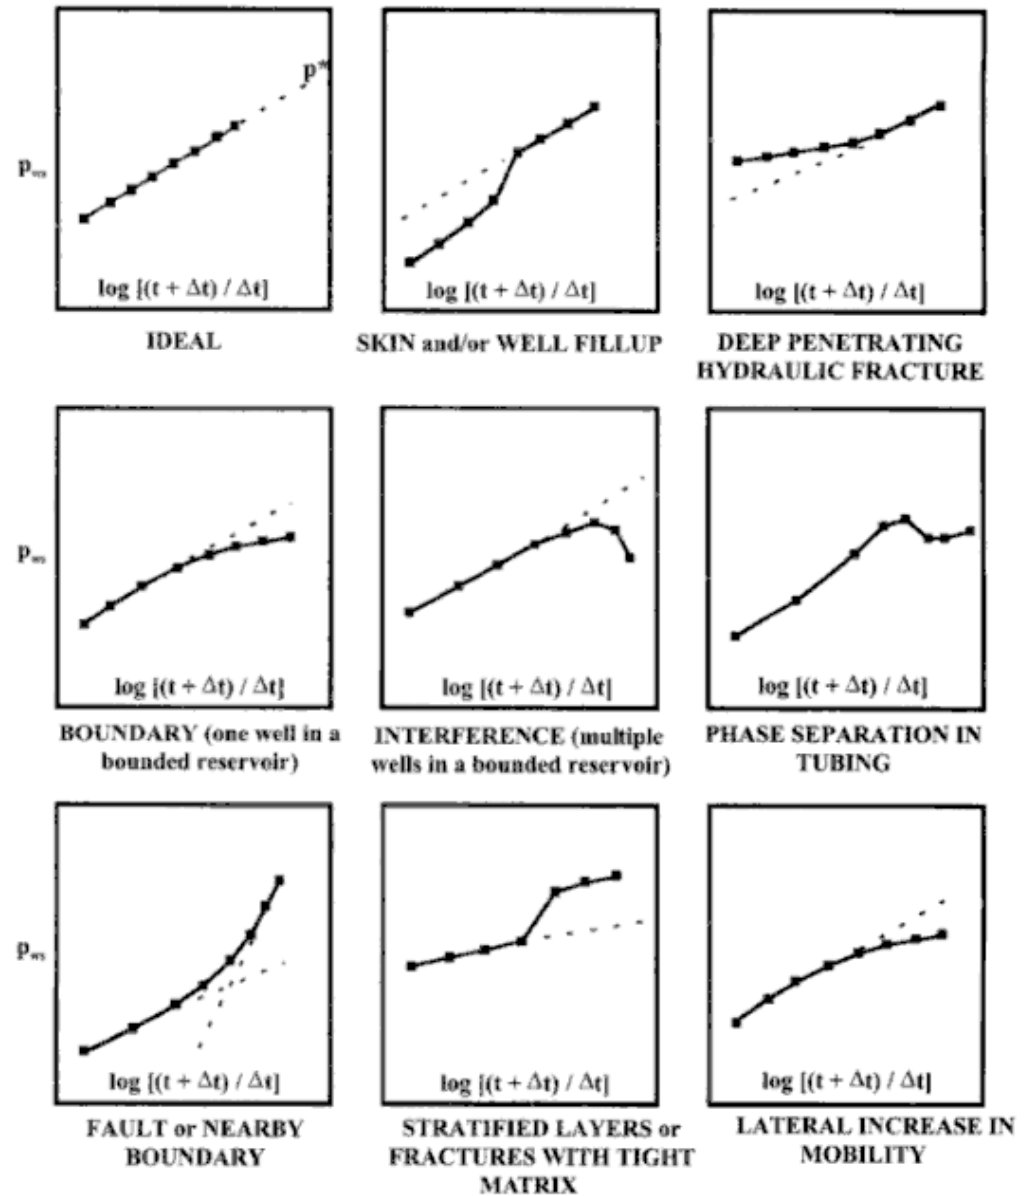 p*
p_ws
log [(t + Δt) / Δt]
log [(t + Δt) / Δt]
log [(t + Δt) / Δt]
IDEAL
SKIN and/or WELL FILLUP
DEEP PENETRATING
HYDRAULIC FRACTURE
p_ws
log [(t + Δt) / Δt]
log [(t + Δt) / Δt]
log [(t + Δt) / Δt]
BOUNDARY (one well in a
bounded reservoir)
INTERFERENCE (multiple
wells in a bounded reservoir)
PHASE SEPARATION IN
TUBING
p_ws
log [(t + Δt) / Δt]
log [(t + Δt) / Δt]
log [(t + Δt) / Δt]
FAULT or NEARBY
BOUNDARY
STRATIFIED LAYERS or
FRACTURES WITH TIGHT
MATRIX
LATERAL INCREASE IN
MOBILITY